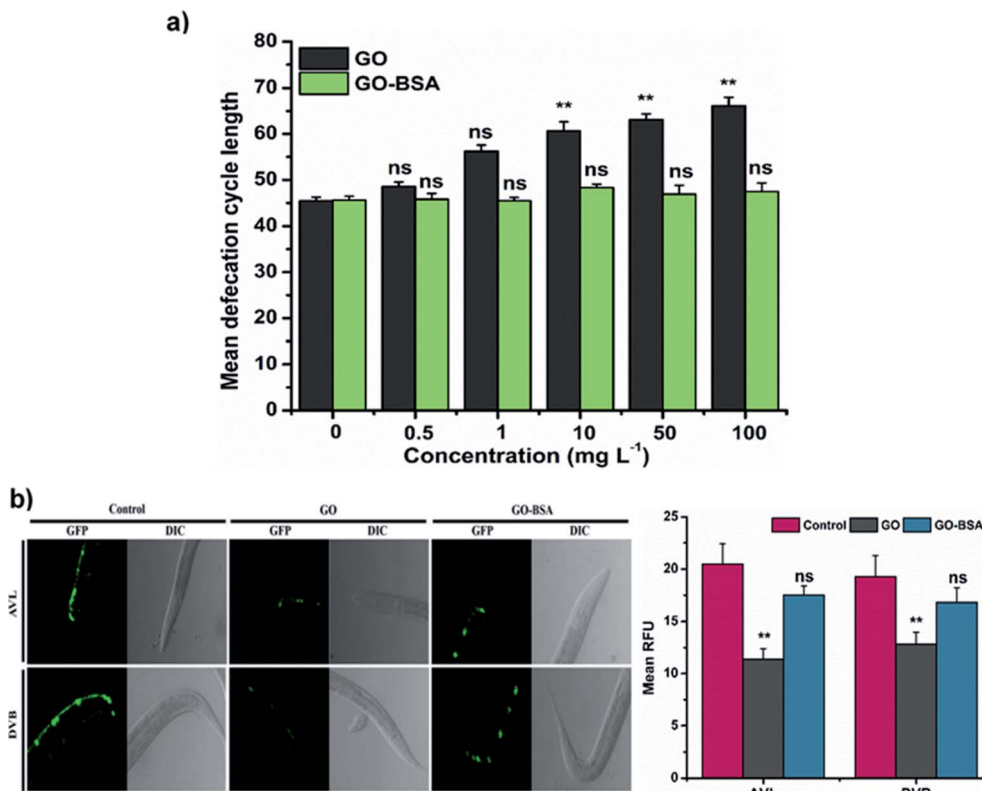 a)
80
70
60
50
40
30
20
10
0
Mean defecation cycle length
GO
GO-BSA
ns
ns
ns
ns
**
ns
**
ns
**
ns
0
0.5
1
10
50
100
Concentration (mg L⁻¹)
b)
Control
GO
GO-BSA
GFP
DIC
GFP
DIC
GFP
DIC
AVL
DVB
25
20
15
10
5
0
Mean RFU
Control
GO
GO-BSA
**
ns
**
ns